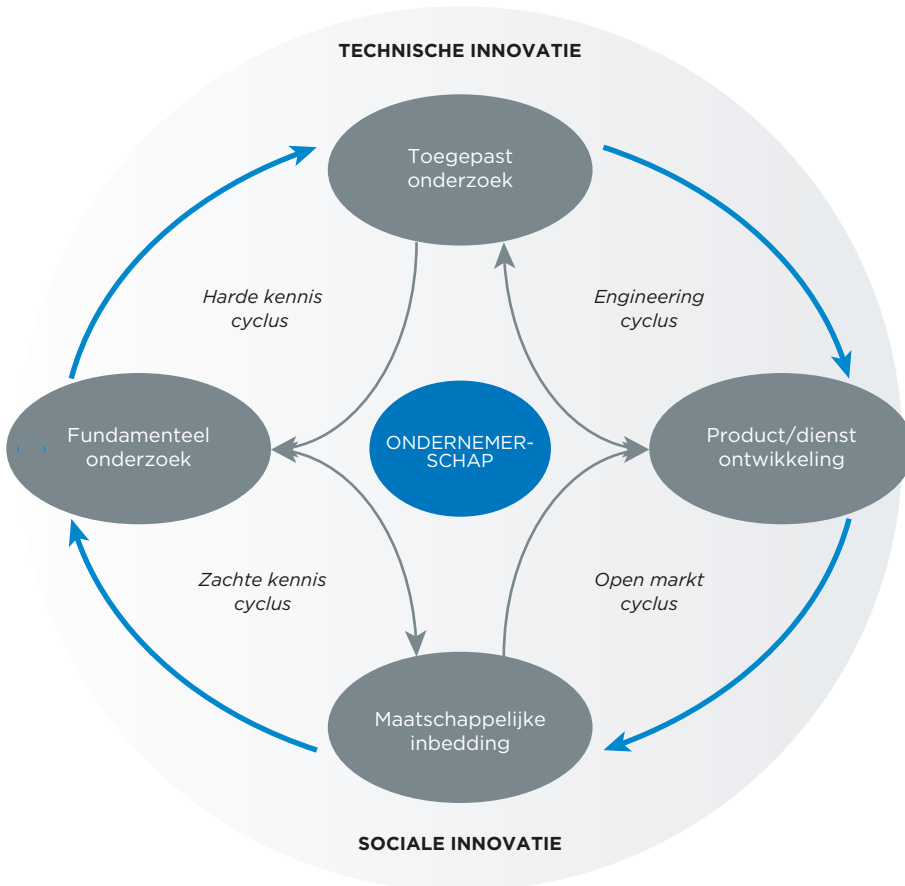 TECHNISCHE INNOVATIE
Toegepast
onderzoek
Harde kennis
cyclus
Engineering
cyclus
Fundamenteel
onderzoek
ONDERNEMER-
SCHAP
Product/dienst
ontwikkeling
Zachte kennis
cyclus
Open markt
cyclus
Maatschappelijke
inbedding
SOCIALE INNOVATIE